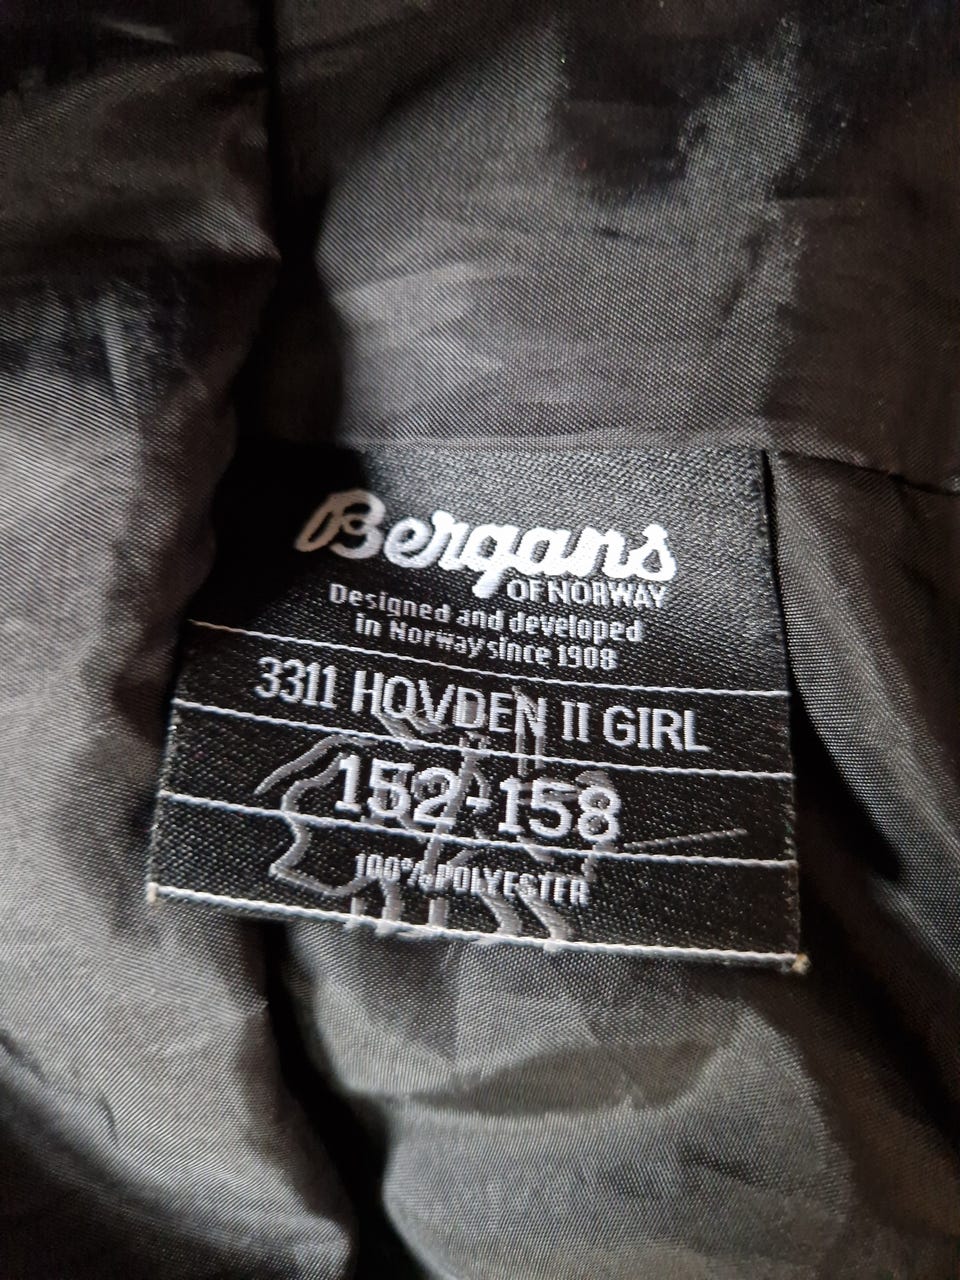 Bergans
OF NORWAY
Designed and developed
in Norway since 1908
3311 HOVDEN II GIRL
152-158
100% POLYESTER